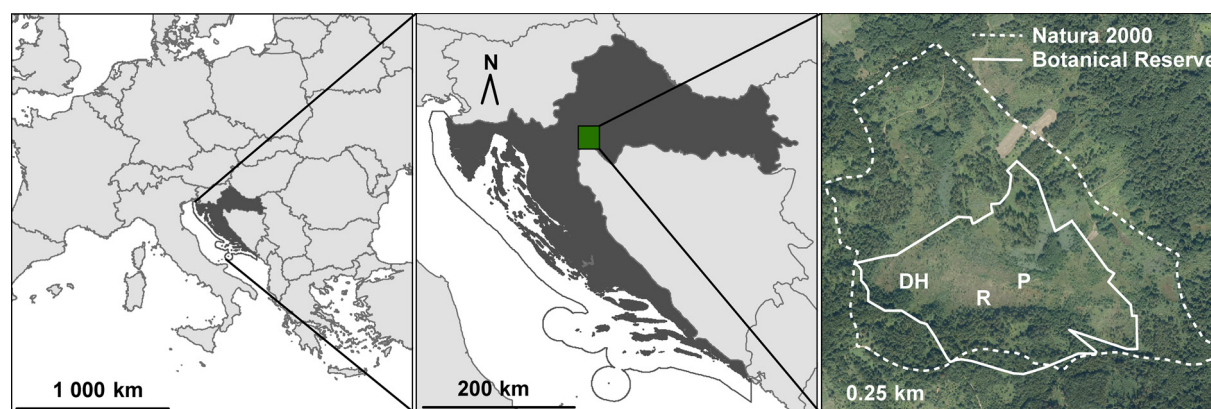 N
1 000 km
200 km
Natura 2000
Botanical Reserve
DH
R
P
0.25 km